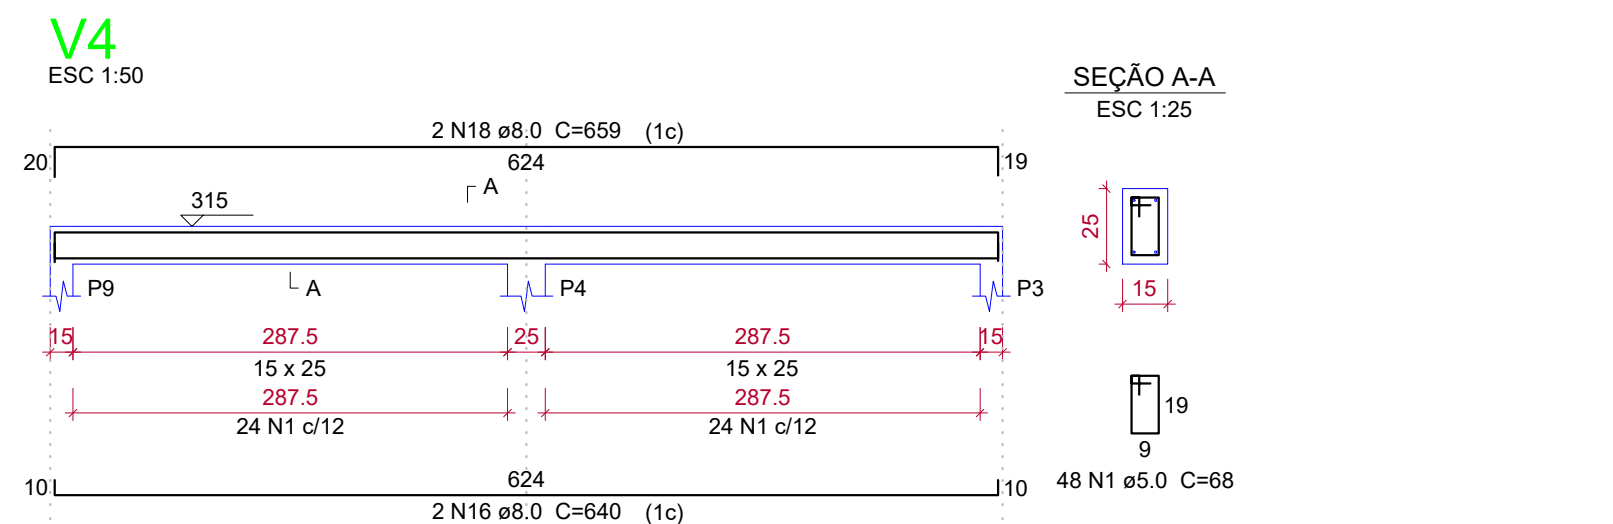 V4
ESC 1:50
SEÇÃO A-A
ESC 1:25
2 N18 ø8.0 C=659 (1c)
20 624 19
A
315
25
A
P9 P4 P3
15
15 287.5 25 287.5 15
15 x 25 15 x 25
287.5 287.5
24 N1 c/12 24 N1 c/12
19
9
48 N1 ø5.0 C=68
10 624 10
2 N16 ø8.0 C=640 (1c)